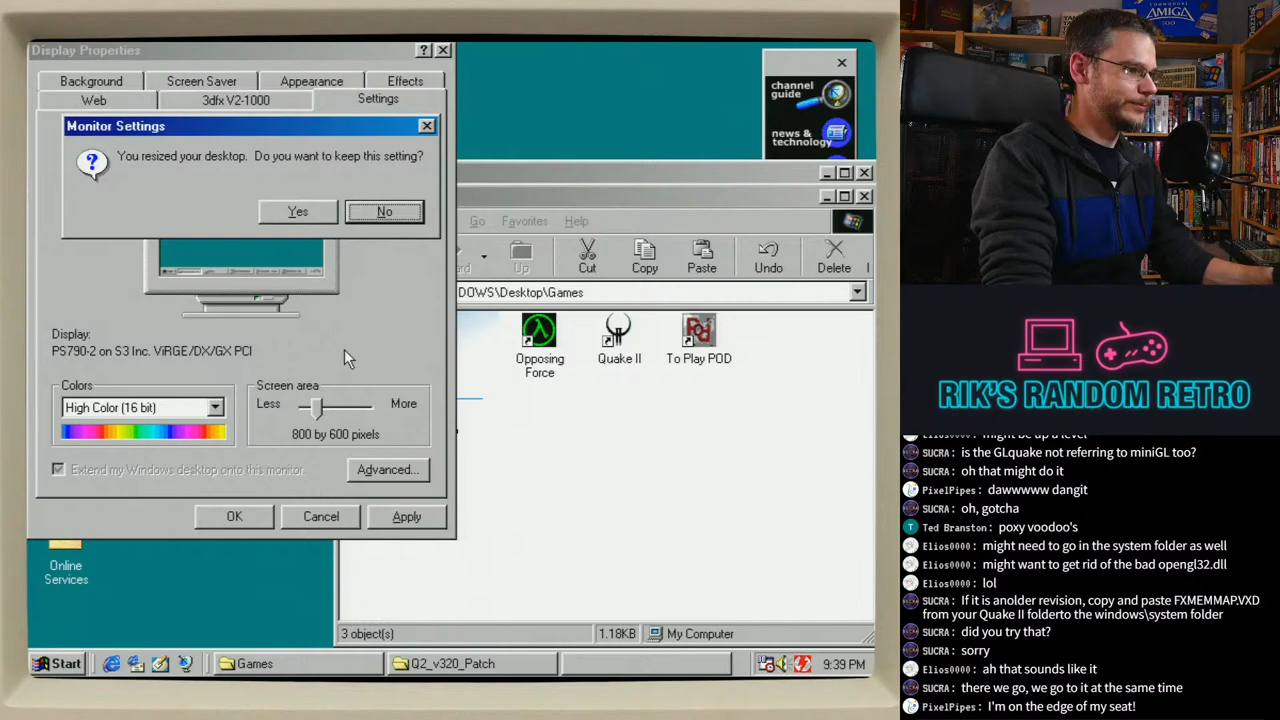 Display Properties
Background
Screen Saver
Appearance
Effects
Web
3dfx V2-1000
Settings
Monitor Settings
You resized your desktop. Do you want to keep this setting?
Yes
No
Display:
PS790-2 on S3 Inc. ViRGE/DX/GX PCI
Colors
High Color (16 bit)
Screen area
Less
More
800 by 600 pixels
Extend my Windows desktop onto this monitor.
Advanced...
OK
Cancel
Apply
channel
guide
news &
technology
Go
Favorites
Help
Up
Cut
Copy
Paste
Undo
Delete
DOWS\Desktop\Games
Opposing
Force
Quake II
To Play POD
Online
Services
3 object(s)
1.18KB
My Computer
Start
Games
Q2_v320_Patch
9:39 PM
AMIGA
RIK'S RANDOM RETRO
SUCRA: is the GLquake not referring to miniGL too?
SUCRA: oh that might do it
PixelPipes: dawwwww dangit
SUCRA: oh, gotcha
Ted Branston: poxy voodoo's
Elios0000: might need to go in the system folder as well
Elios0000: might want to get rid of the bad opengl32.dll
Elios0000: lol
SUCRA: If it is anolder revision, copy and paste FXMEMMAP.VXD
from your Quake II folderto the windows\system folder
SUCRA: did you try that?
SUCRA: sorry
Elios0000: ah that sounds like it
SUCRA: there we go, we go to it at the same time
PixelPipes: I'm on the edge of my seat!